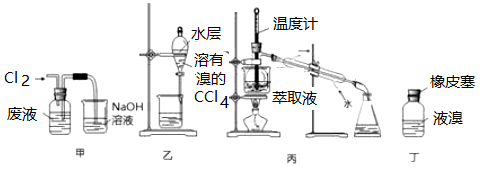 Cl2
废液
NaOH
溶液
甲
水层
溶有
溴的
CCl4
乙
温度计
萃取液
水
丙
橡皮塞
液溴
丁